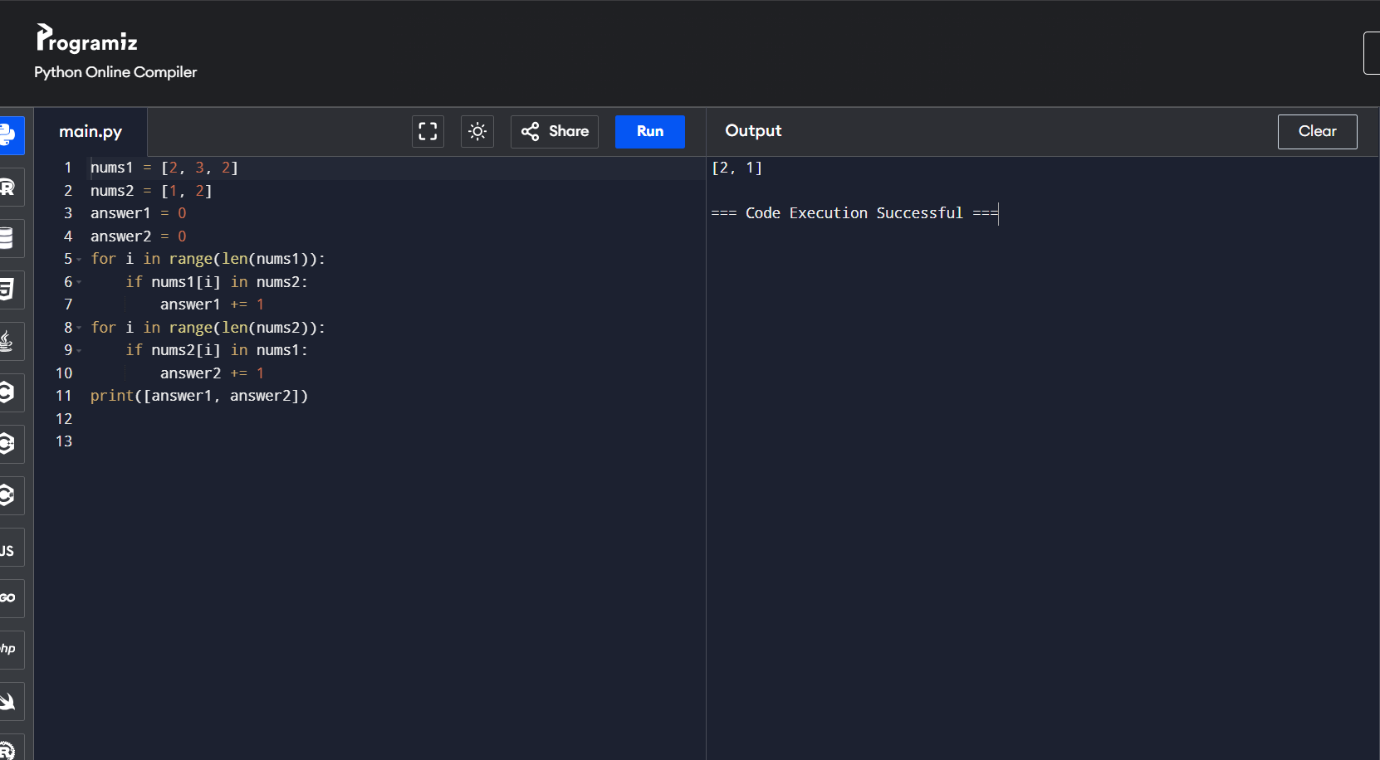 Programiz
Python Online Compiler
main.py
Share
Run
Output
Clear
1 nums1 = [2, 3, 2]
2 nums2 = [1, 2]
3 answer1 = 0
4 answer2 = 0
5 for i in range(len(nums1)):
6     if nums1[i] in nums2:
7         answer1 += 1
8 for i in range(len(nums2)):
9     if nums2[i] in nums1:
10         answer2 += 1
11 print([answer1, answer2])
12
13
[2, 1]
=== Code Execution Successful ===
R
JS
GO
php